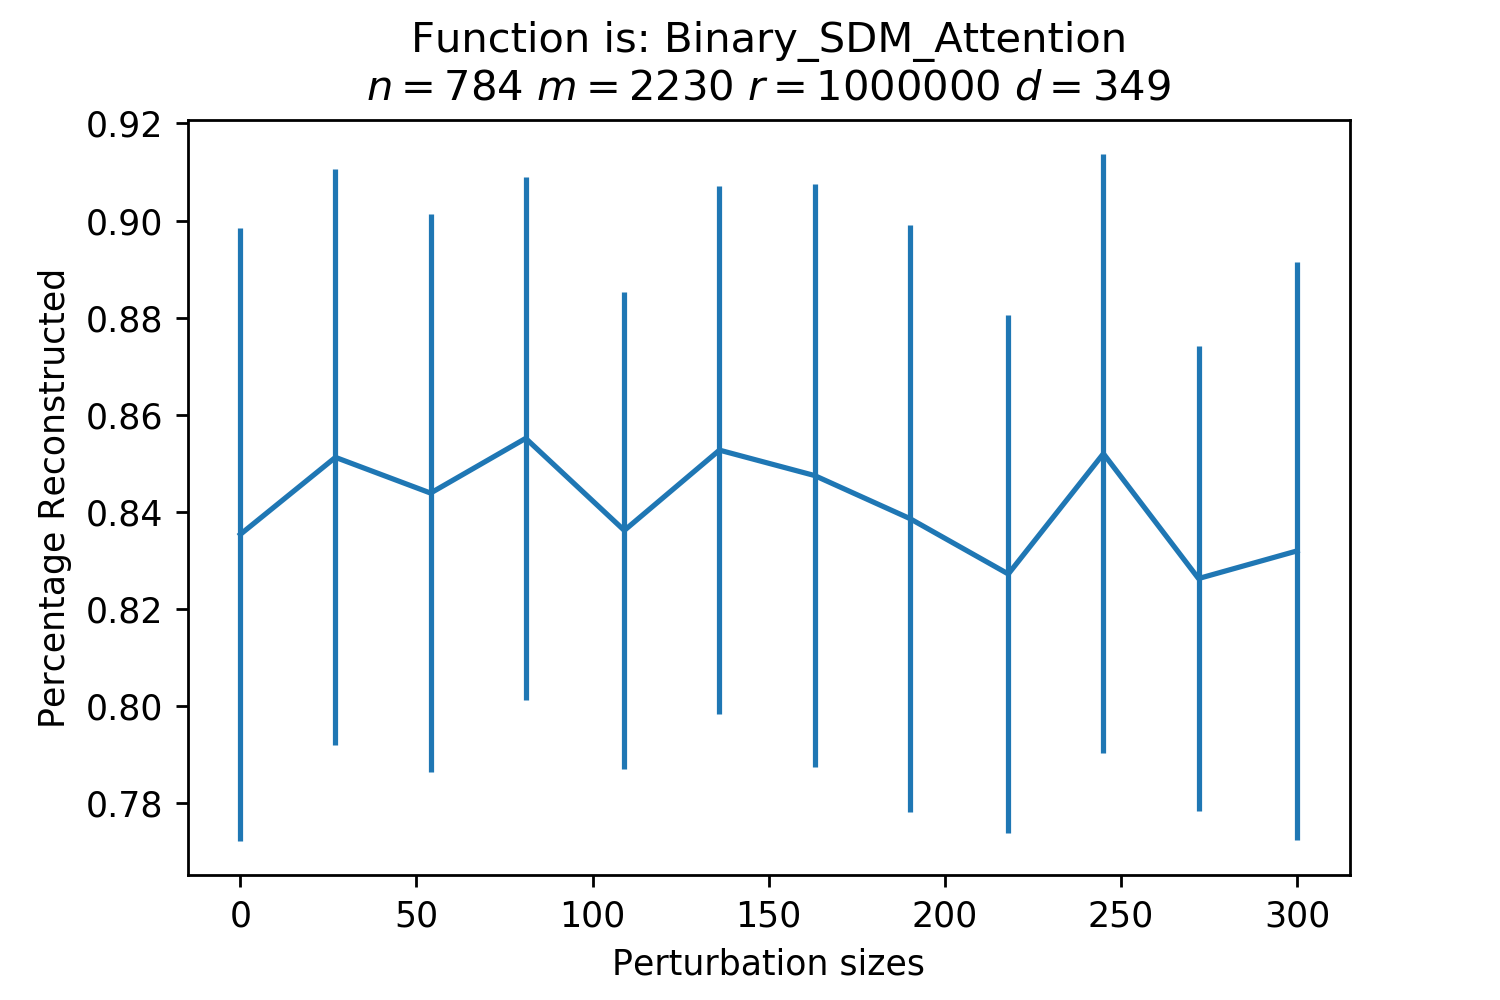 Function is: Binary_SDM_Attention
n = 784 m = 2230 r = 1000000 d = 349
0.92
0.90
0.88
0.86
0.84
0.82
0.80
0.78
Percentage Reconstructed
0 50 100 150 200 250 300
Perturbation sizes